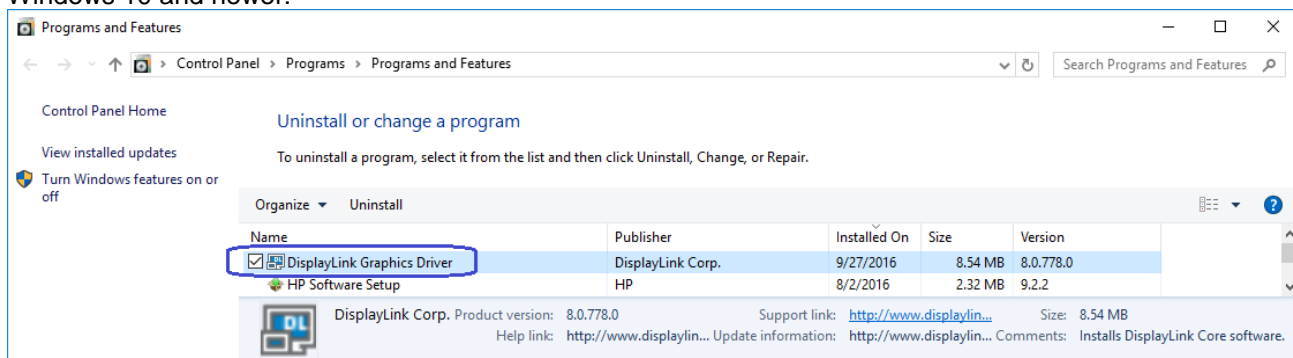 Windows 10 and newer:
Programs and Features
Control Panel > Programs > Programs and Features
Search Programs and Features
Control Panel Home
Uninstall or change a program
View installed updates
To uninstall a program, select it from the list and then click Uninstall, Change, or Repair.
Turn Windows features on or
off
Organize Uninstall
Name Publisher Installed On Size Version
DisplayLink Graphics Driver DisplayLink Corp. 9/27/2016 8.54 MB 8.0.778.0
HP Software Setup HP 8/2/2016 2.32 MB 9.2.2
DL DisplayLink Corp. Product version: 8.0.778.0 Support link: http://www.displaylin... Size: 8.54 MB
Help link: http://www.displaylin... Update information: http://www.displaylin... Comments: Installs DisplayLink Core software.